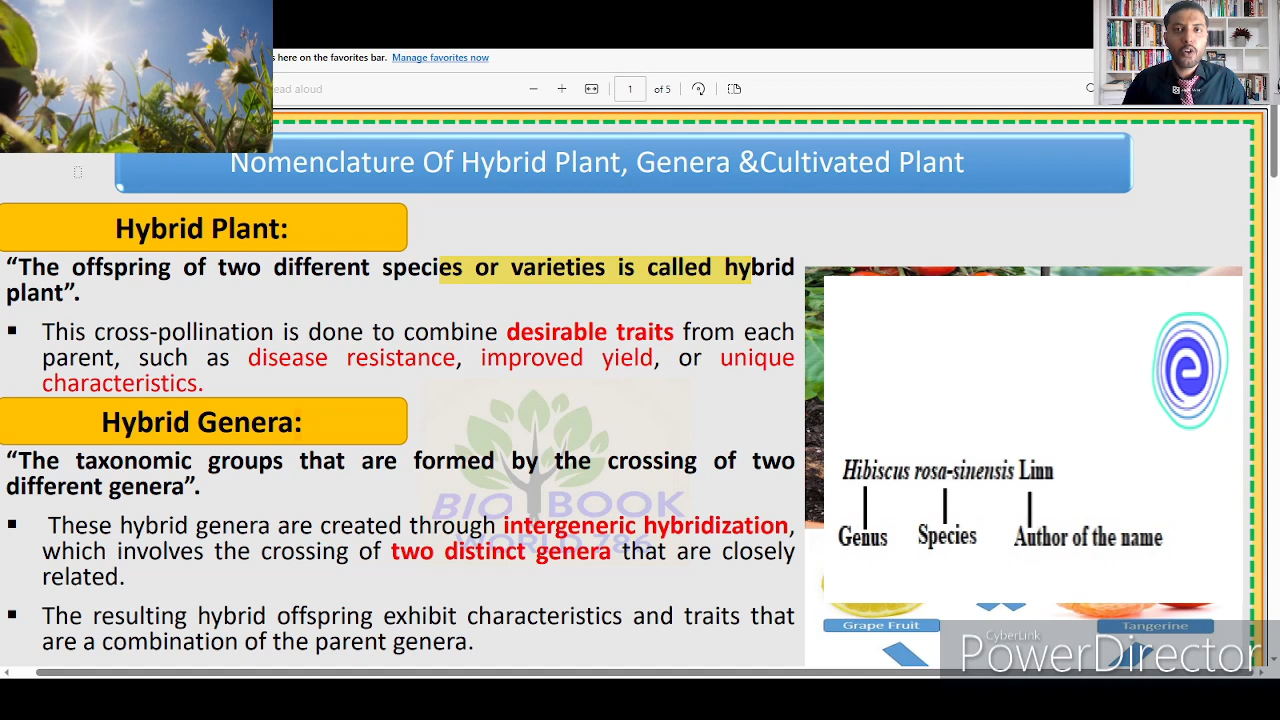 s here on the favorites bar. Manage favorites now
ead aloud
1 of 5
Nomenclature Of Hybrid Plant, Genera &Cultivated Plant
Hybrid Plant:
“The offspring of two different species or varieties is called hybrid
plant”.
▪ This cross-pollination is done to combine desirable traits from each
parent, such as disease resistance, improved yield, or unique
characteristics.
Hybrid Genera:
“The taxonomic groups that are formed by the crossing of two
different genera”.
▪ These hybrid genera are created through intergeneric hybridization,
which involves the crossing of two distinct genera that are closely
related.
▪ The resulting hybrid offspring exhibit characteristics and traits that
are a combination of the parent genera.
BIO BOOK
WORLD 786
Hibiscus rosa-sinensis Linn
Genus Species Author of the name
Grape Fruit Tangerine
CyberLink
PowerDirector